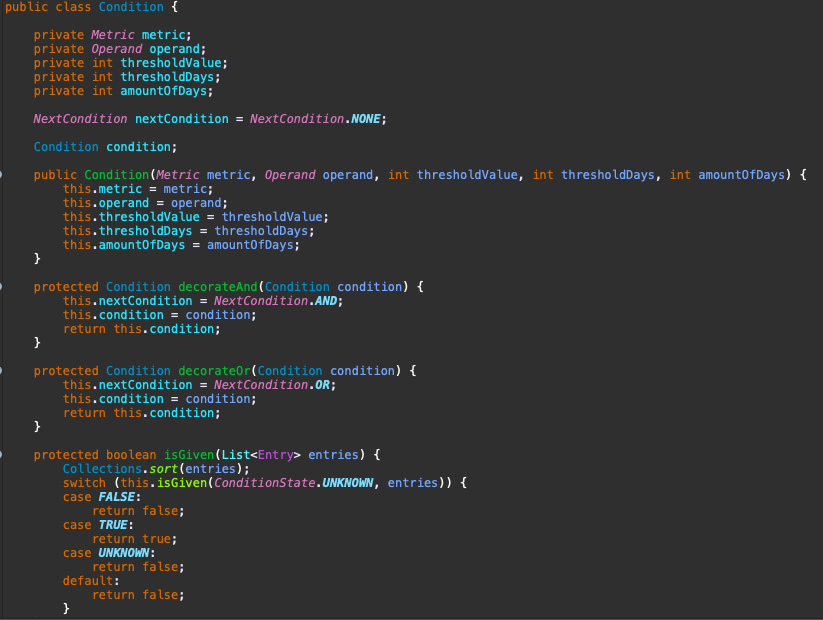 public class Condition {
private Metric metric;
private Operand operand;
private int thresholdValue;
private int thresholdDays;
private int amountOfDays;
NextCondition nextCondition = NextCondition.NONE;
Condition condition;
public Condition(Metric metric, Operand operand, int thresholdValue, int thresholdDays, int amountOfDays) {
this.metric = metric;
this.operand = operand;
this.thresholdValue = thresholdValue;
this.thresholdDays = thresholdDays;
this.amountOfDays = amountOfDays;
}
protected Condition decorateAnd(Condition condition) {
this.nextCondition = NextCondition.AND;
this.condition = condition;
return this.condition;
}
protected Condition decorateOr(Condition condition) {
this.nextCondition = NextCondition.OR;
this.condition = condition;
return this.condition;
}
protected boolean isGiven(List<Entry> entries) {
Collections.sort(entries);
switch (this.isGiven(ConditionState.UNKNOWN, entries)) {
case FALSE:
return false;
case TRUE:
return true;
case UNKNOWN:
return false;
default:
return false;
}